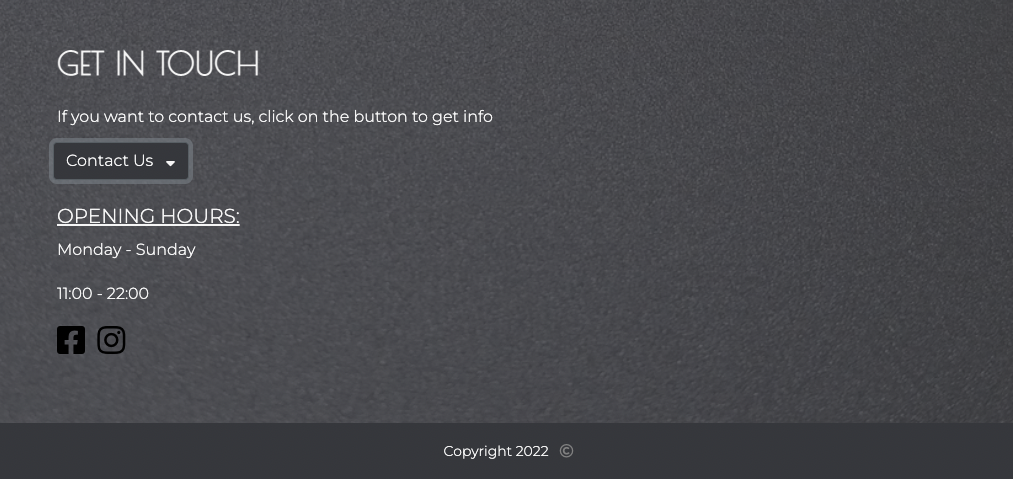 GET IN TOUCH
If you want to contact us, click on the button to get info
Contact Us
OPENING HOURS:
Monday - Sunday
11:00 - 22:00
Copyright 2022 ©